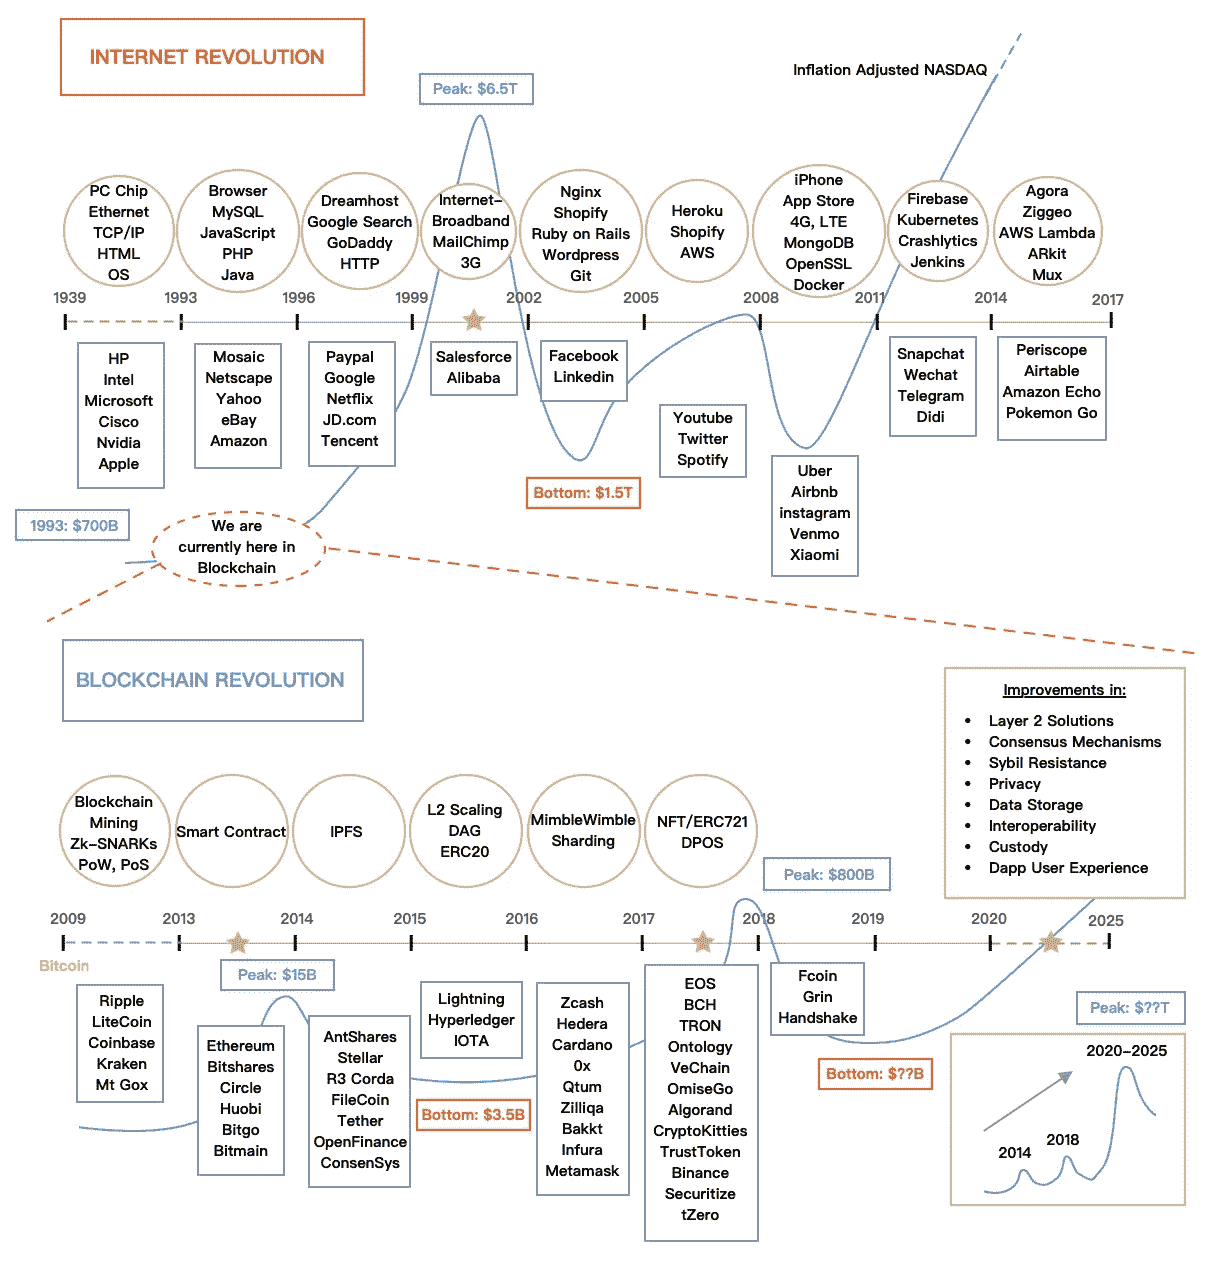 INTERNET REVOLUTION
Inflation Adjusted NASDAQ
Peak: $6.5T
PC Chip
Ethernet
TCP/IP
HTML
OS
Browser
MySQL
JavaScript
PHP
Java
Dreamhost
Google Search
GoDaddy
HTTP
Internet-
Broadband
MailChimp
3G
Nginx
Shopify
Ruby on Rails
Wordpress
Git
Heroku
Shopify
AWS
iPhone
App Store
4G, LTE
MongoDB
OpenSSL
Docker
Firebase
Kubernetes
Crashlytics
Jenkins
Agora
Ziggeo
AWS Lambda
ARkit
Mux
1939
1993
1996
1999
2002
2005
2008
2011
2014
2017
HP
Intel
Microsoft
Cisco
Nvidia
Apple
Mosaic
Netscape
Yahoo
eBay
Amazon
Paypal
Google
Netflix
JD.com
Tencent
Salesforce
Alibaba
Facebook
Linkedin
Youtube
Twitter
Spotify
Uber
Airbnb
instagram
Venmo
Xiaomi
Snapchat
Wechat
Telegram
Didi
Periscope
Airtable
Amazon Echo
Pokemon Go
Bottom: $1.5T
1993: $700B
We are
currently here in
Blockchain
BLOCKCHAIN REVOLUTION
Improvements in:
• Layer 2 Solutions
• Consensus Mechanisms
• Sybil Resistance
• Privacy
• Data Storage
• Interoperability
• Custody
• Dapp User Experience
Blockchain
Mining
Zk-SNARKs
PoW, PoS
Smart Contract
IPFS
L2 Scaling
DAG
ERC20
MimbleWimble
Sharding
NFT/ERC721
DPOS
Peak: $800B
2009
2013
2014
2015
2016
2017
2018
2019
2020
2025
Bitcoin
Peak: $15B
Ripple
LiteCoin
Coinbase
Kraken
Mt Gox
Ethereum
Bitshares
Circle
Huobi
Bitgo
Bitmain
AntShares
Stellar
R3 Corda
FileCoin
Tether
OpenFinance
ConsenSys
Lightning
Hyperledger
IOTA
Bottom: $3.5B
Zcash
Hedera
Cardano
0x
Qtum
Zilliqa
Bakkt
Infura
Metamask
EOS
BCH
TRON
Ontology
VeChain
OmiseGo
Algorand
CryptoKitties
TrustToken
Binance
Securitize
tZero
Fcoin
Grin
Handshake
Bottom: $??B
Peak: $??T
2020-2025
2018
2014